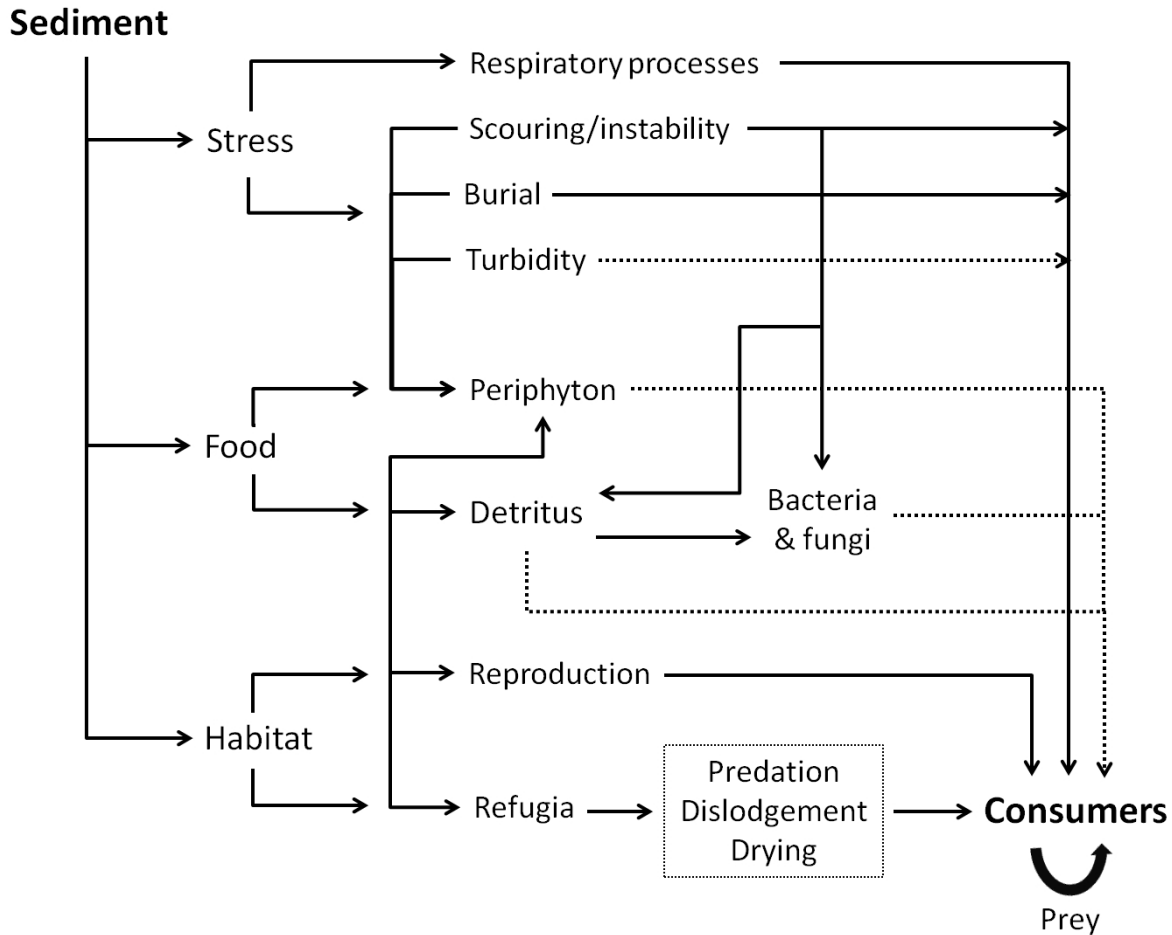 Sediment
Respiratory processes
Scouring/instability
Stress
Burial
Turbidity
Periphyton
Food
Detritus
Bacteria
& fungi
Reproduction
Habitat
Predation
Refugia
Dislodgement
Drying
Consumers
Prey